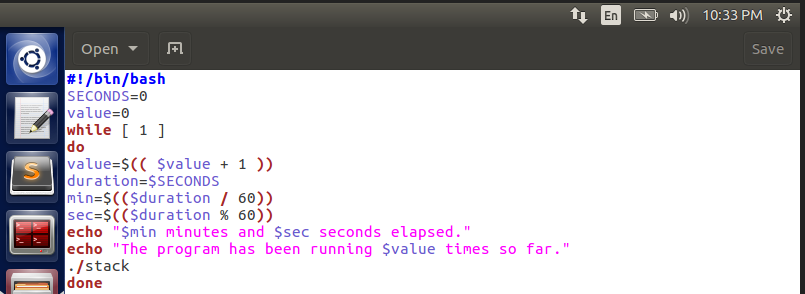 En 10:33 PM
Open Save
#!/bin/bash
SECONDS=0
value=0
while [ 1 ]
do
value=$(( $value + 1 ))
duration=$SECONDS
min=$(($duration / 60))
sec=$(($duration % 60))
echo "$min minutes and $sec seconds elapsed."
echo "The program has been running $value times so far."
./stack
done